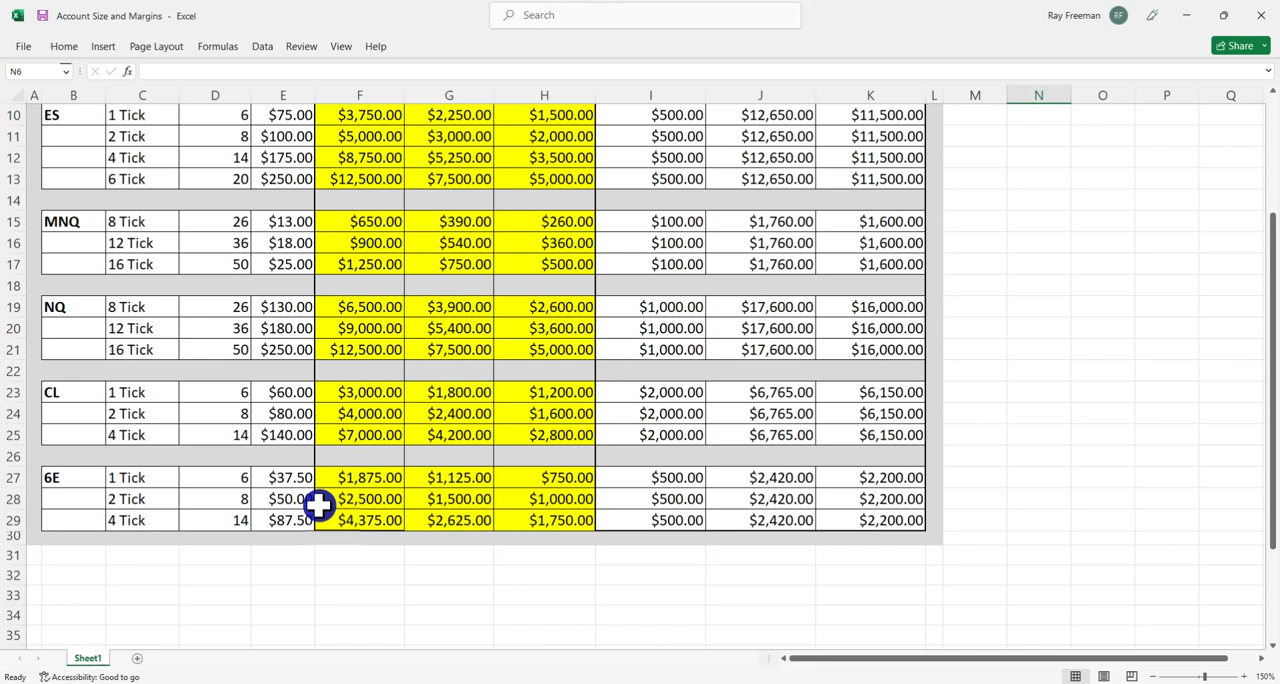 Account Size and Margins - Excel
Search
Ray Freeman RF
File Home Insert Page Layout Formulas Data Review View Help Share
N6 fx
A B C D E F G H I J K L M N O P Q
10 ES 1 Tick 6 $75.00 $3,750.00 $2,250.00 $1,500.00 $500.00 $12,650.00 $11,500.00
11 2 Tick 8 $100.00 $5,000.00 $3,000.00 $2,000.00 $500.00 $12,650.00 $11,500.00
12 4 Tick 14 $175.00 $8,750.00 $5,250.00 $3,500.00 $500.00 $12,650.00 $11,500.00
13 6 Tick 20 $250.00 $12,500.00 $7,500.00 $5,000.00 $500.00 $12,650.00 $11,500.00
14
15 MNQ 8 Tick 26 $13.00 $650.00 $390.00 $260.00 $100.00 $1,760.00 $1,600.00
16 12 Tick 36 $18.00 $900.00 $540.00 $360.00 $100.00 $1,760.00 $1,600.00
17 16 Tick 50 $25.00 $1,250.00 $750.00 $500.00 $100.00 $1,760.00 $1,600.00
18
19 NQ 8 Tick 26 $130.00 $6,500.00 $3,900.00 $2,600.00 $1,000.00 $17,600.00 $16,000.00
20 12 Tick 36 $180.00 $9,000.00 $5,400.00 $3,600.00 $1,000.00 $17,600.00 $16,000.00
21 16 Tick 50 $250.00 $12,500.00 $7,500.00 $5,000.00 $1,000.00 $17,600.00 $16,000.00
22
23 CL 1 Tick 6 $60.00 $3,000.00 $1,800.00 $1,200.00 $2,000.00 $6,765.00 $6,150.00
24 2 Tick 8 $80.00 $4,000.00 $2,400.00 $1,600.00 $2,000.00 $6,765.00 $6,150.00
25 4 Tick 14 $140.00 $7,000.00 $4,200.00 $2,800.00 $2,000.00 $6,765.00 $6,150.00
26
27 6E 1 Tick 6 $37.50 $1,875.00 $1,125.00 $750.00 $500.00 $2,420.00 $2,200.00
28 2 Tick 8 $50.00 $2,500.00 $1,500.00 $1,000.00 $500.00 $2,420.00 $2,200.00
29 4 Tick 14 $87.50 $4,375.00 $2,625.00 $1,750.00 $500.00 $2,420.00 $2,200.00
30
31
32
33
34
35
Sheet1
Ready Accessibility: Good to go 150%